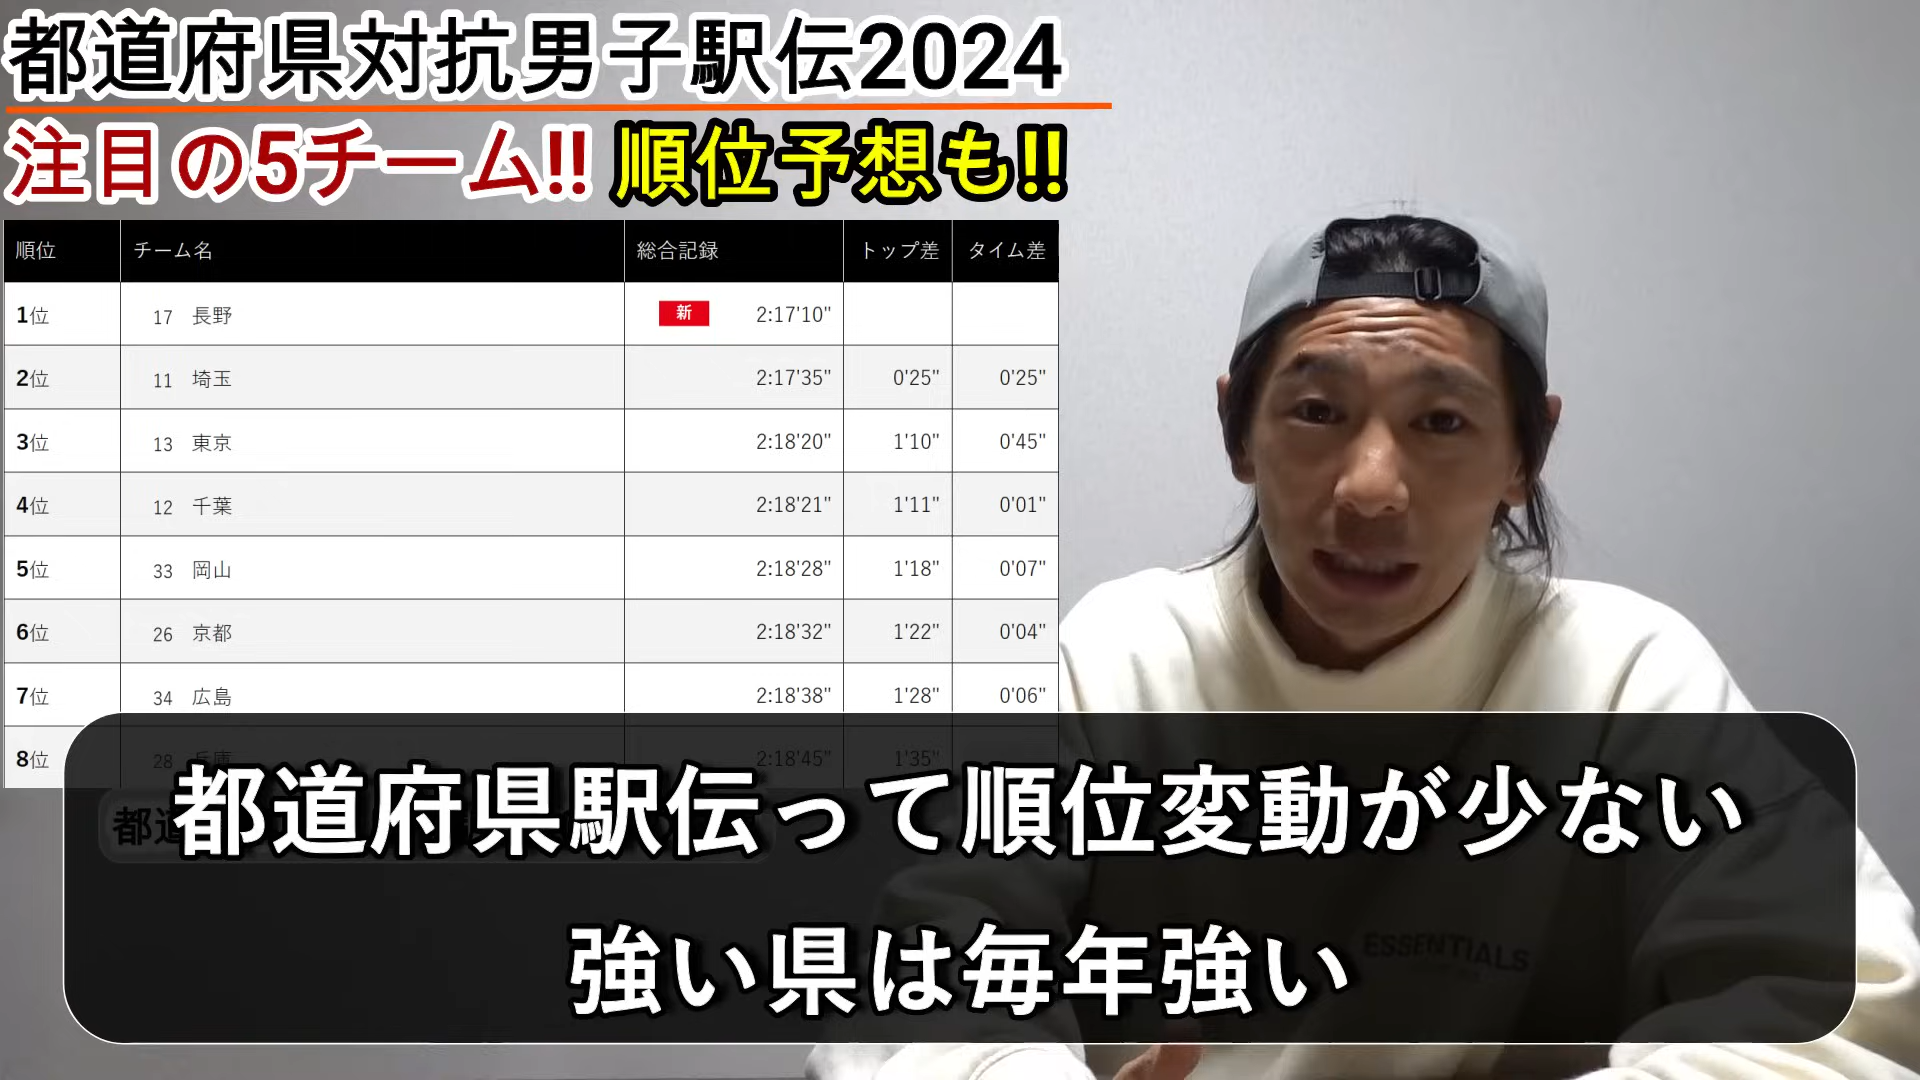 都道府県対抗男子駅伝2024
注目の5チーム!! 順位予想も!!
順位 チーム名 総合記録 トップ差 タイム差
1位 17 長野 新 2:17'10"
2位 11 埼玉 2:17'35" 0'25" 0'25"
3位 13 東京 2:18'20" 1'10" 0'45"
4位 12 千葉 2:18'21" 1'11" 0'01"
5位 33 岡山 2:18'28" 1'18" 0'07"
6位 26 京都 2:18'32" 1'22" 0'04"
7位 34 広島 2:18'38" 1'28" 0'06"
8位 28 兵庫 2:18'45" 1'35"
都道府県駅伝って順位変動が少ない
強い県は毎年強い
ESSENTIALS